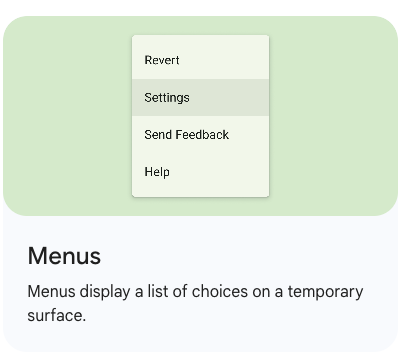 Revert
Settings
Send Feedback
Help
Menus
Menus display a list of choices on a temporary
surface.